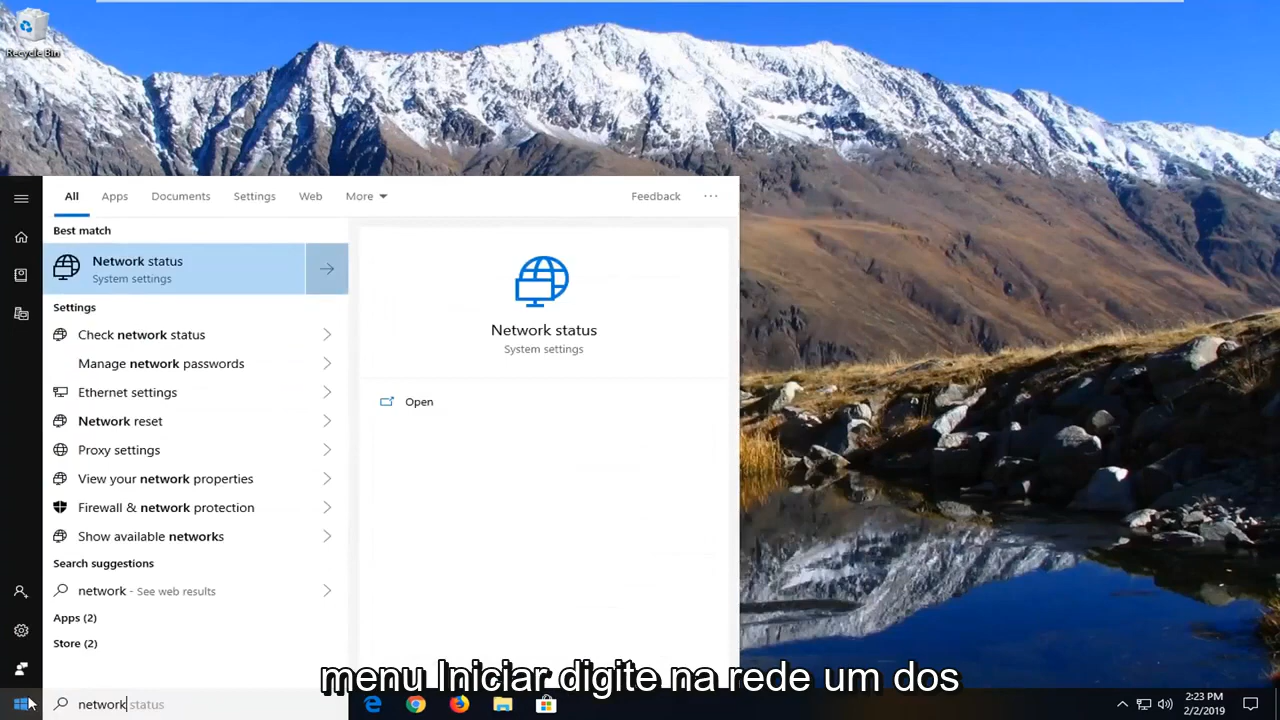 Recycle Bin
All Apps Documents Settings Web More Feedback ...
Best match
Network status
System settings
Settings
Check network status
Manage network passwords
Ethernet settings
Network reset
Proxy settings
View your network properties
Firewall & network protection
Show available networks
Search suggestions
network - See web results
Apps (2)
Store (2)
Network status
System settings
Open
menu Iniciar digite na rede um dos
network status
2:23 PM
2/2/2019